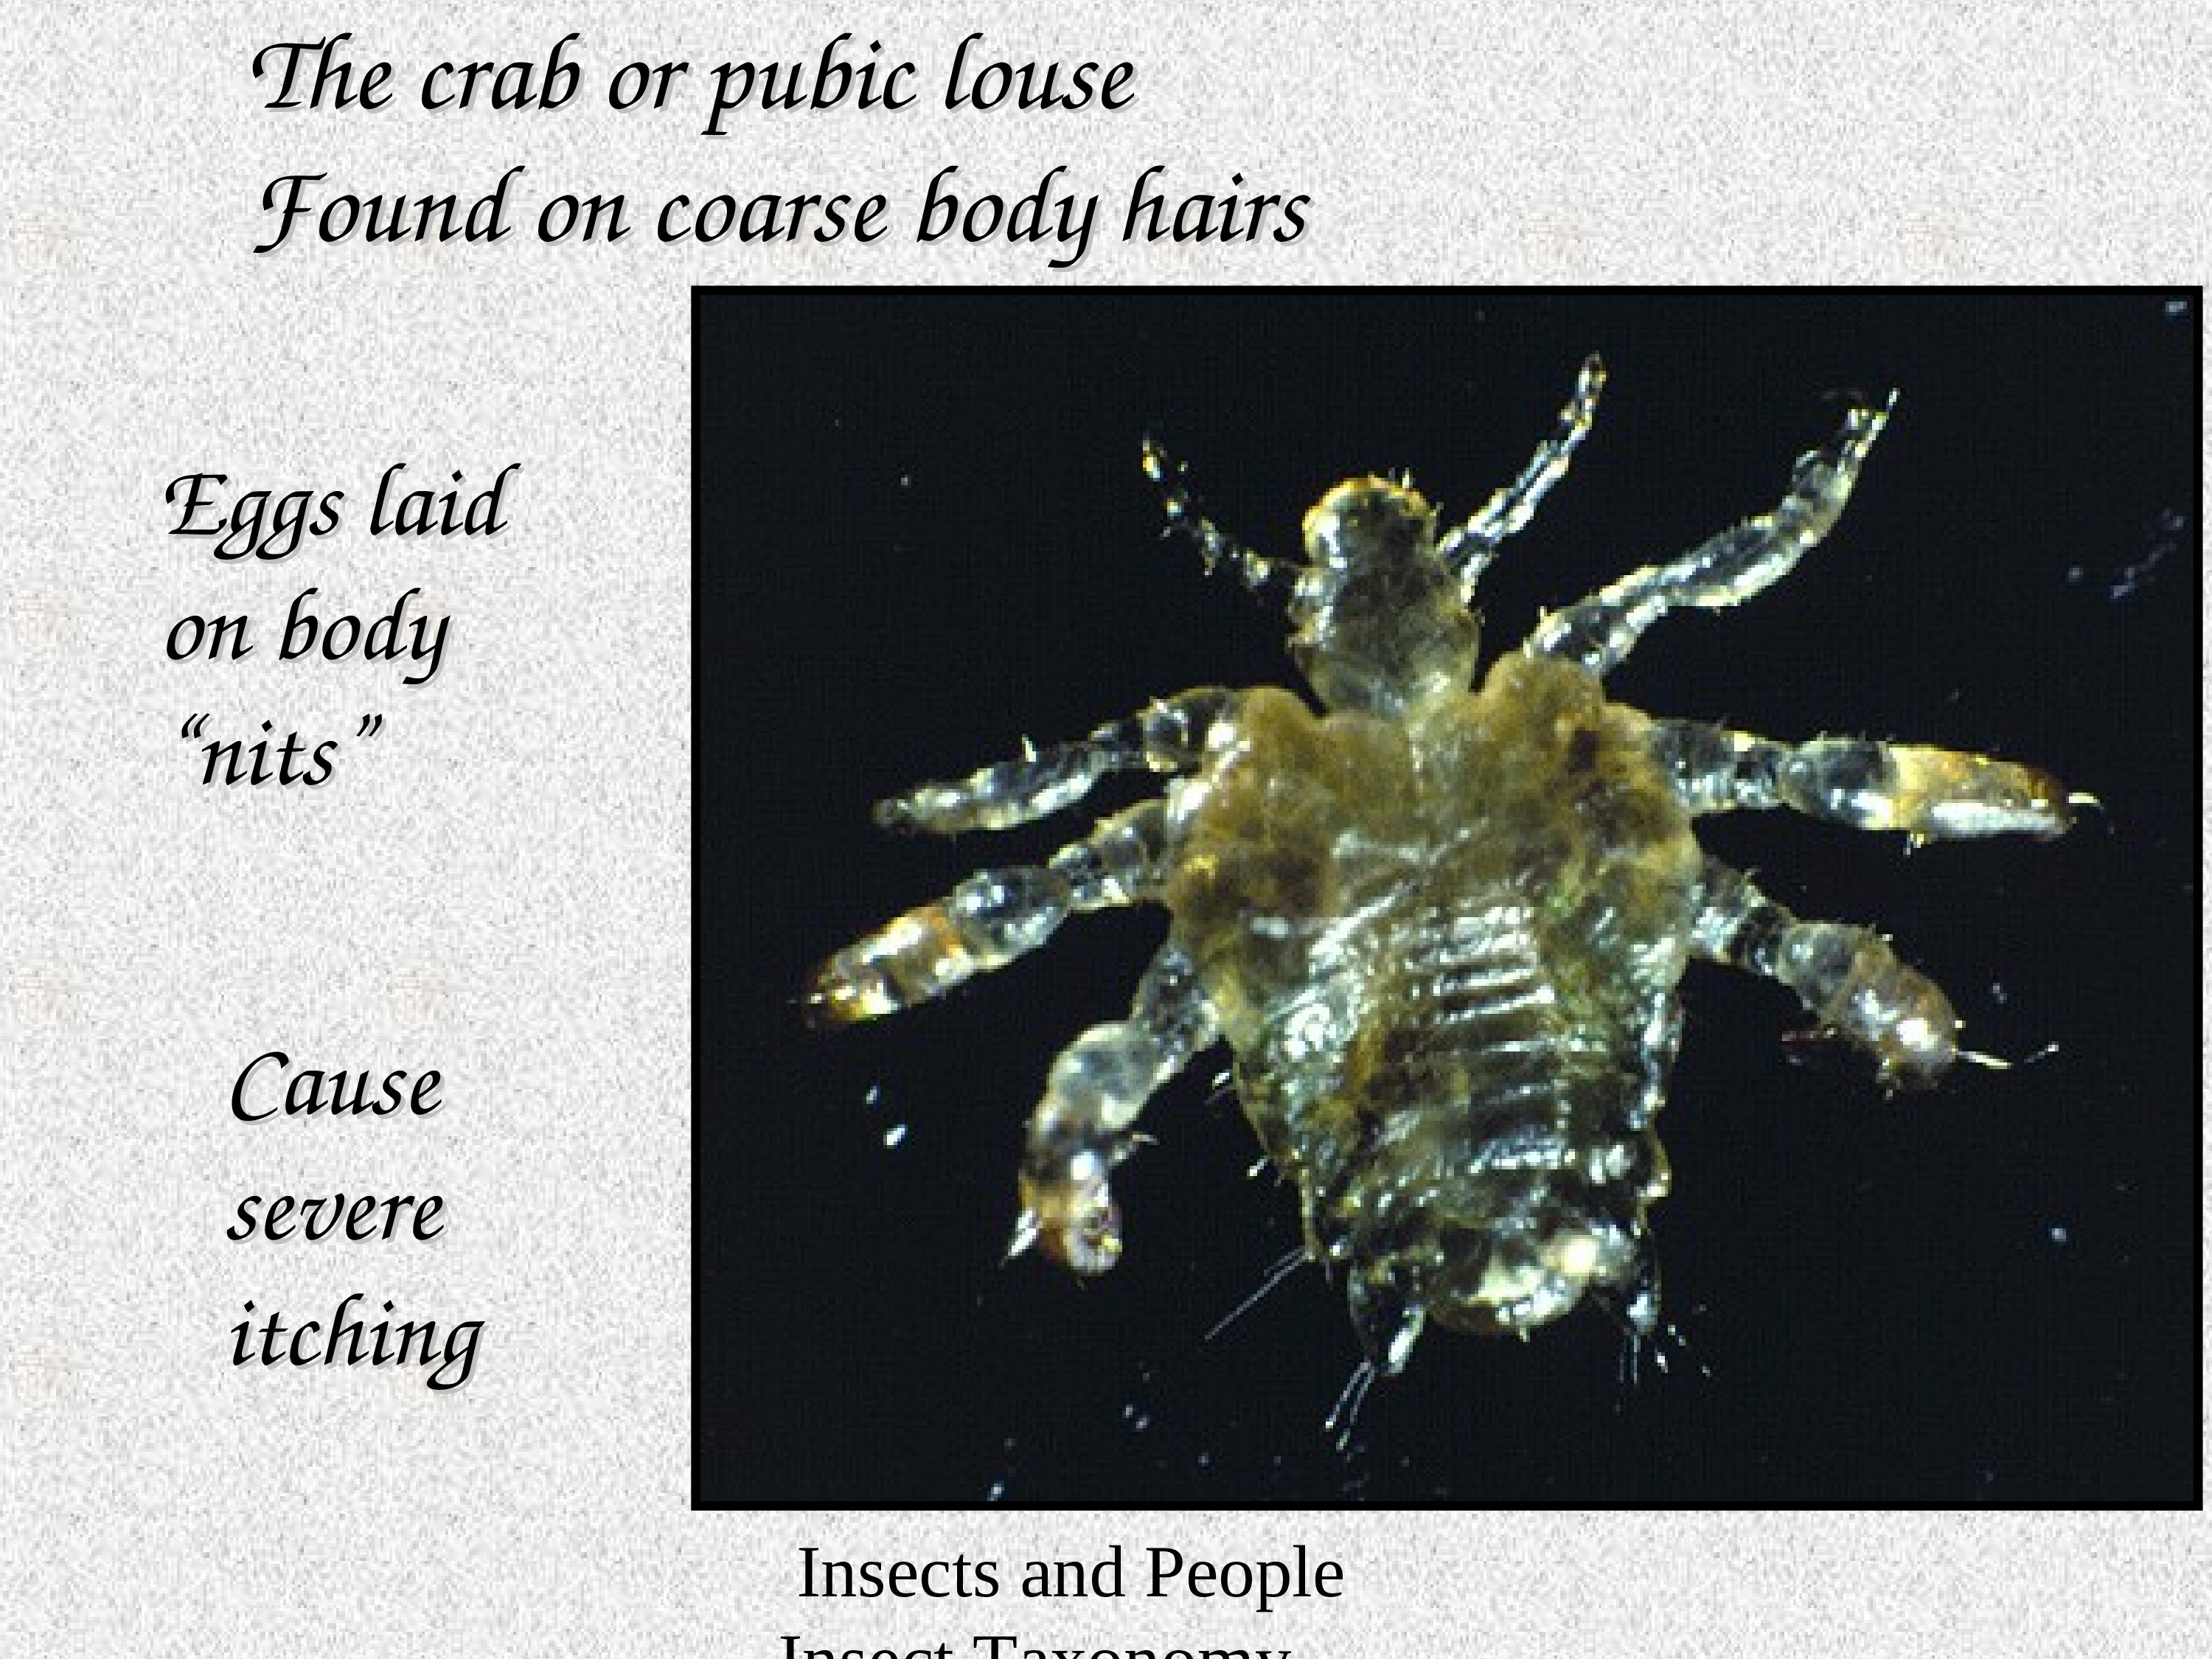 The crab or pubic louse
Found on coarse body hairs
Eggs laid
on body
“nits”
Cause
severe
itching
Insects and People
Insect Taxonomy